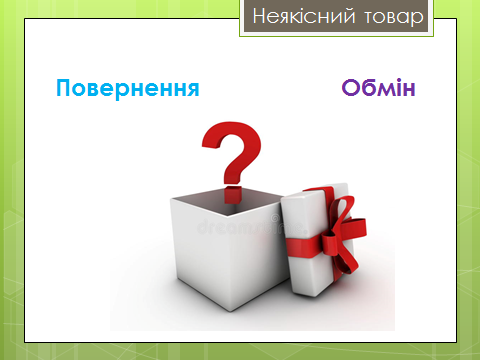 Неякісний товар
Повернення
Обмін
?